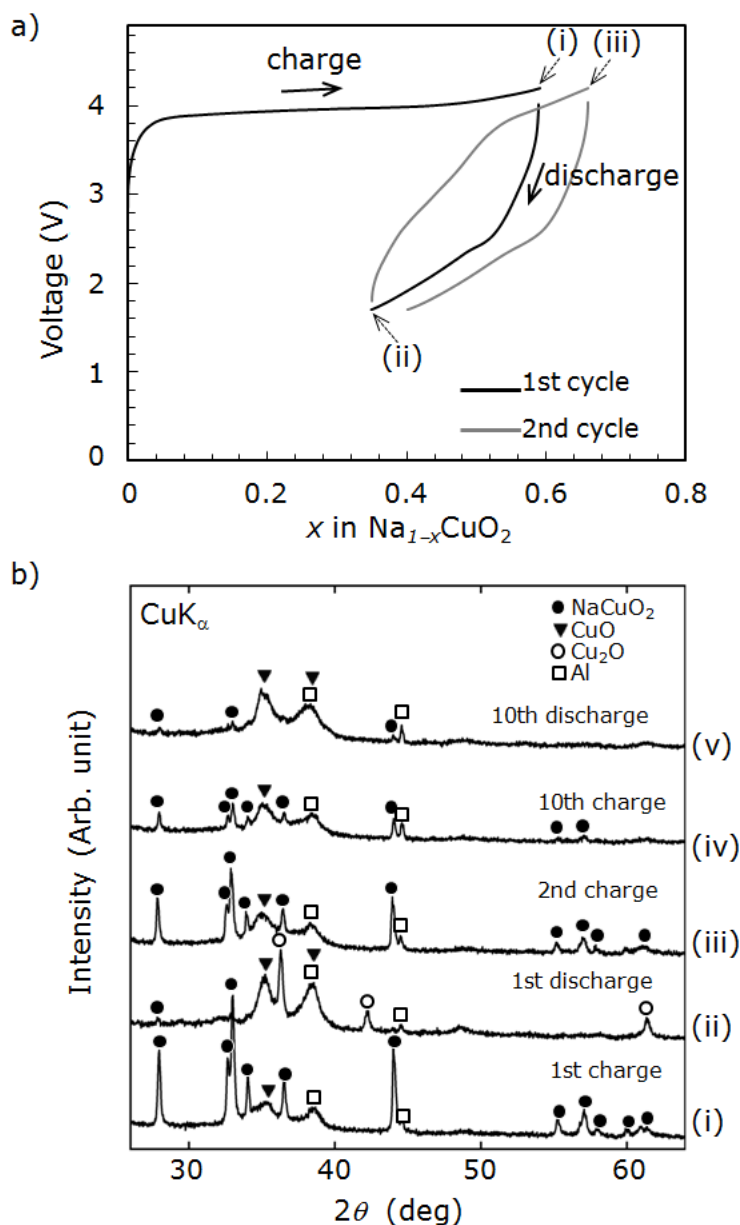 a)
charge
(i)
(iii)
discharge
(ii)
1st cycle
2nd cycle
Voltage (V)
4
3
2
1
0
0
0.2
0.4
0.6
0.8
x in Na1−xCuO2
b)
CuKα
● NaCuO2
▼ CuO
○ Cu2O
□ Al
10th discharge
(v)
10th charge
(iv)
2nd charge
(iii)
1st discharge
(ii)
1st charge
(i)
Intensity (Arb. unit)
30
40
50
60
2θ (deg)